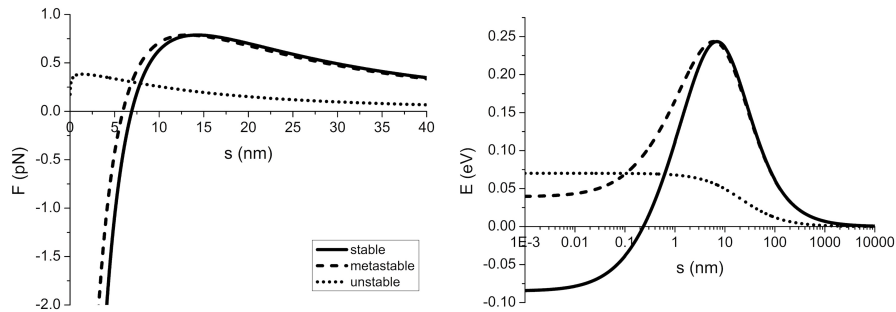 1.0
0.5
0.0
-0.5
-1.0
-1.5
-2.0
F (pN)
0 5 10 15 20 25 30 35 40
s (nm)
stable
metastable
unstable
0.25
0.20
0.15
0.10
0.05
0.00
-0.05
-0.10
E (eV)
1E-3 0.01 0.1 1 10 100 1000 10000
s (nm)